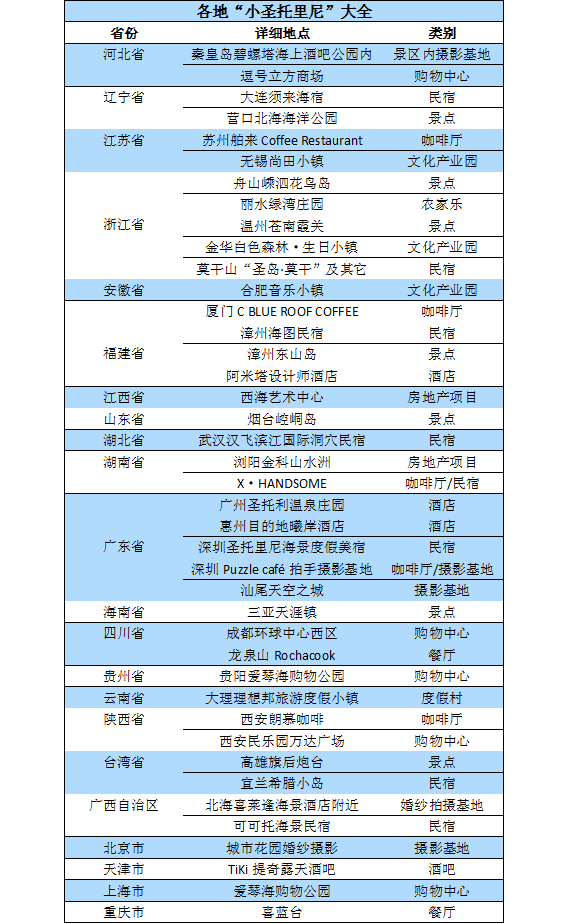 各地“小圣托里尼”大全
省份 详细地点 类别
河北省 秦皇岛碧螺塔海上酒吧公园内 景区内摄影基地
逗号立方商场 购物中心
辽宁省 大连须来海宿 民宿
营口北海海洋公园 景点
江苏省 苏州舶来 Coffee Restaurant 咖啡厅
无锡尚田小镇 文化产业园
舟山嵊泗花鸟岛 景点
丽水绿湾庄园 农家乐
浙江省 温州苍南霞关 景点
金华白色森林·生日小镇 文化产业园
莫干山“圣岛·莫干”及其它 民宿
安徽省 合肥音乐小镇 文化产业园
厦门 C BLUE ROOF COFFEE 咖啡厅
漳州海图民宿 民宿
福建省 漳州东山岛 景点
阿米塔设计师酒店 酒店
江西省 西海艺术中心 房地产项目
山东省 烟台崆峒岛 景点
湖北省 武汉汉飞滨江国际洞穴民宿 民宿
湖南省 浏阳金科山水洲 房地产项目
X·HANDSOME 咖啡厅/民宿
广州圣托利温泉庄园 酒店
惠州目的地曦岸酒店 酒店
广东省 深圳圣托里尼海景度假美宿 民宿
深圳 Puzzle café 拍手摄影基地 咖啡厅/摄影基地
汕尾天空之城 摄影基地
海南省 三亚天涯镇 景点
四川省 成都环球中心西区 购物中心
龙泉山 Rochacook 餐厅
贵州省 贵阳爱琴海购物公园 购物中心
云南省 大理理想邦旅游度假小镇 度假村
陕西省 西安朗慕咖啡 咖啡厅
西安民乐园万达广场 购物中心
台湾省 高雄旗后炮台 景点
宜兰希腊小岛 民宿
广西自治区 北海喜莱逢海景酒店附近 婚纱拍摄基地
可可托海景民宿 民宿
北京市 城市花园婚纱摄影 摄影基地
天津市 TiKi 提奇露天酒吧 酒吧
上海市 爱琴海购物公园 购物中心
重庆市 喜蓝台 餐厅